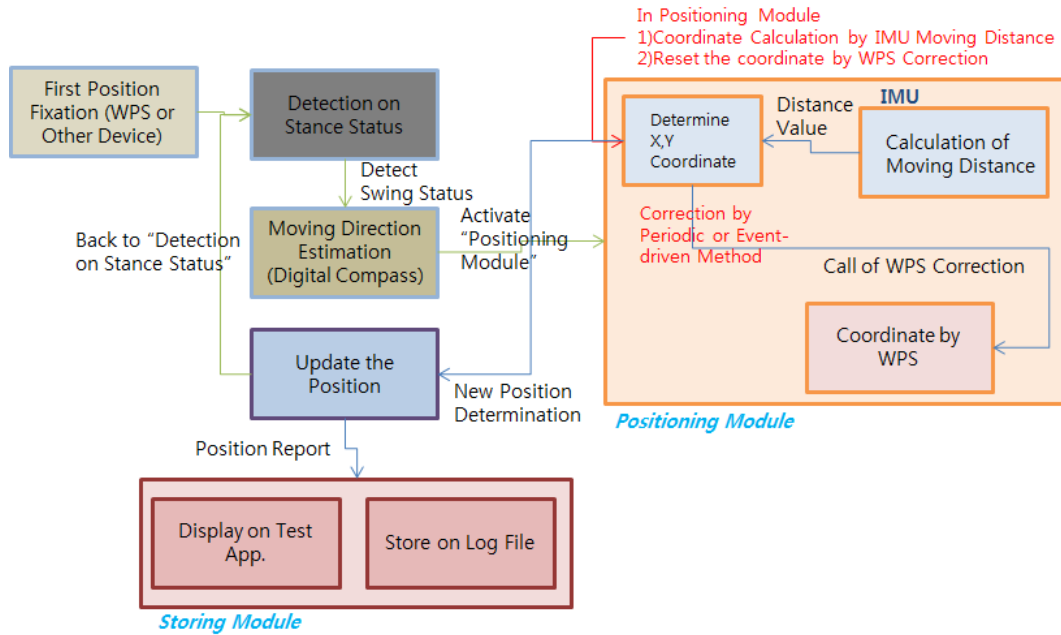 In Positioning Module
1)Coordinate Calculation by IMU Moving Distance
2)Reset the coordinate by WPS Correction
First Position
Fixation (WPS or
Other Device)
Detection on
Stance Status
Detect
Swing Status
Moving Direction
Estimation
(Digital Compass)
Activate
“Positioning
Module”
Back to “Detection
on Stance Status”
Update the
Position
New Position
Determination
Position Report
Display on Test
App.
Store on Log File
Storing Module
IMU
Determine
X,Y
Coordinate
Distance
Value
Calculation of
Moving Distance
Correction by
Periodic or Event-
driven Method
Call of WPS Correction
Coordinate by
WPS
Positioning Module